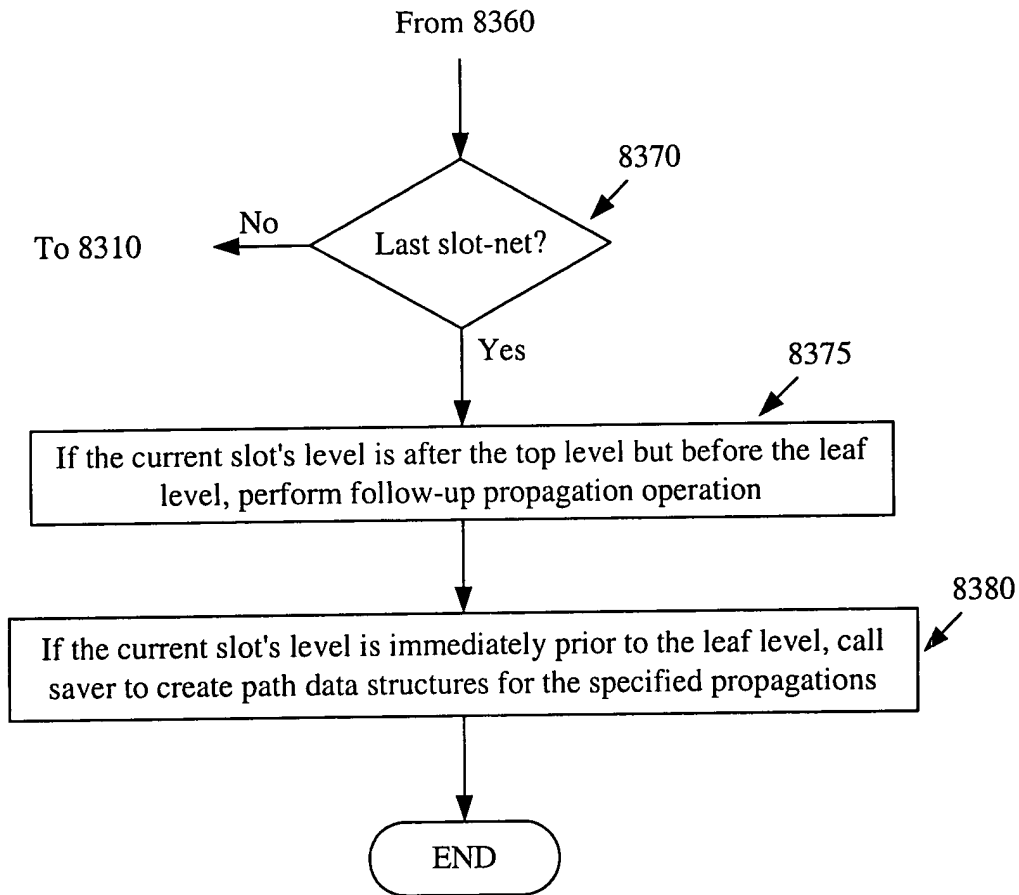 From 8360
8370
No
To 8310
Last slot-net?
Yes
8375
If the current slot's level is after the top level but before the leaf
level, perform follow-up propagation operation
8380
If the current slot's level is immediately prior to the leaf level, call
saver to create path data structures for the specified propagations
END